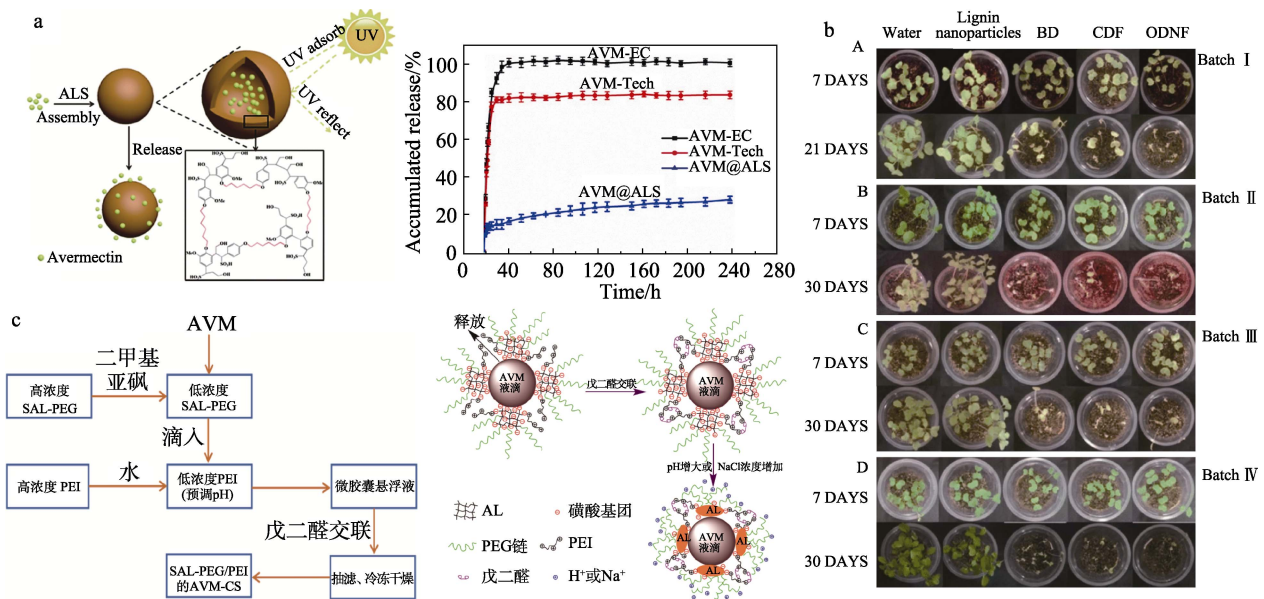 a
UV adsorb
UV
UV reflect
ALS
Assembly
Release
Avermectin
Accumulated release/%
100
80
60
40
20
0
AVM-EC
AVM-Tech
AVM-EC
AVM-Tech
AVM@ALS
AVM@ALS
0 40 80 120 160 200 240
Time/h
b
Water
Lignin
nanoparticles
BD
CDF
ODNF
A
Batch Ⅰ
7 DAYS
21 DAYS
B
Batch Ⅱ
7 DAYS
30 DAYS
C
Batch Ⅲ
7 DAYS
30 DAYS
D
Batch Ⅳ
7 DAYS
30 DAYS
c
AVM
二甲基
亚砜
高浓度
SAL-PEG
低浓度
SAL-PEG
滴入
高浓度 PEI
水
低浓度PEI
(预调pH)
微胶囊悬浮液
戊二醛交联
SAL-PEG/PEI
的AVM-CS
抽滤、冷冻干燥
释放
AVM
液滴
戊二醛交联
AVM
液滴
pH增大或
NaCl浓度增加
AL
AL
AVM
液滴
AL
AL
AL
磺酸基团
PEG链
PEI
戊二醛
H⁺或Na⁺